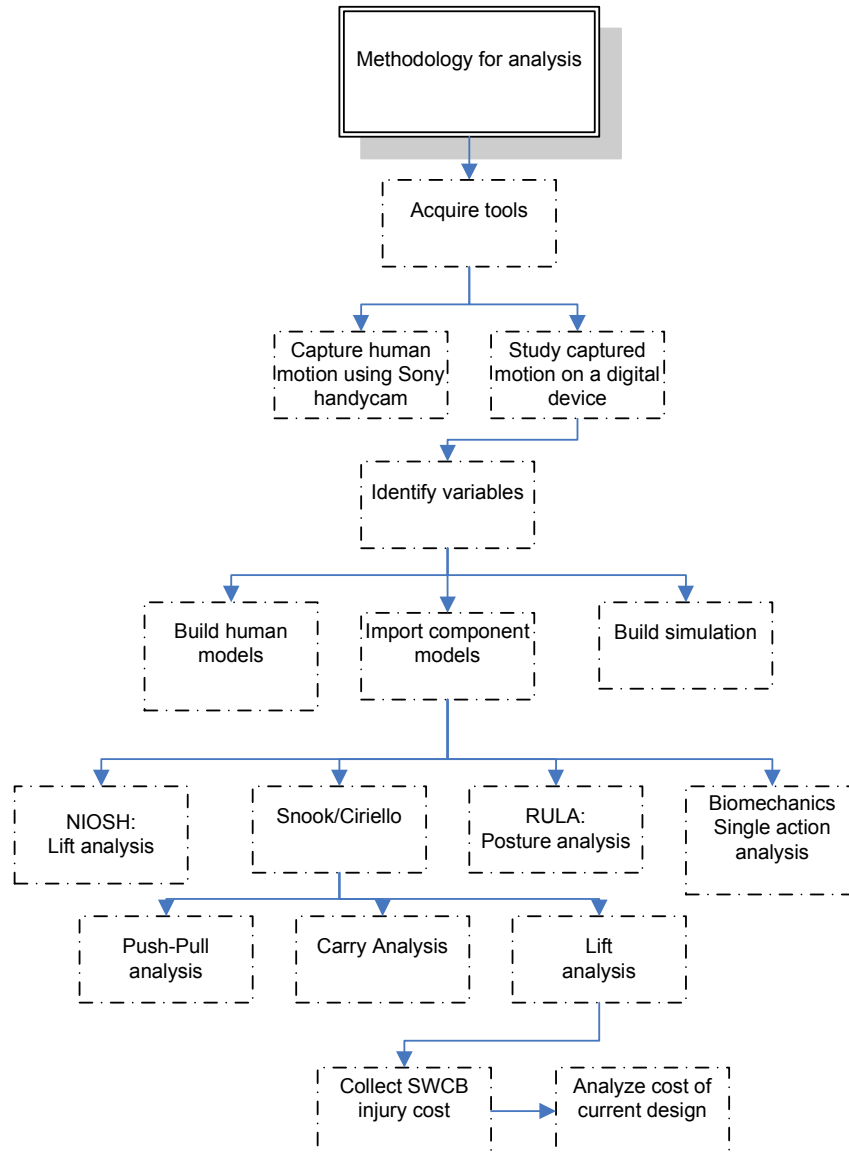 Methodology for analysis
Acquire tools
Capture human
motion using Sony
handycam
Study captured
motion on a digital
device
Identify variables
Build human
models
Import component
models
Build simulation
NIOSH:
Lift analysis
Snook/Ciriello
RULA:
Posture analysis
Biomechanics
Single action
analysis
Push-Pull
analysis
Carry Analysis
Lift
analysis
Collect SWCB
injury cost
Analyze cost of
current design